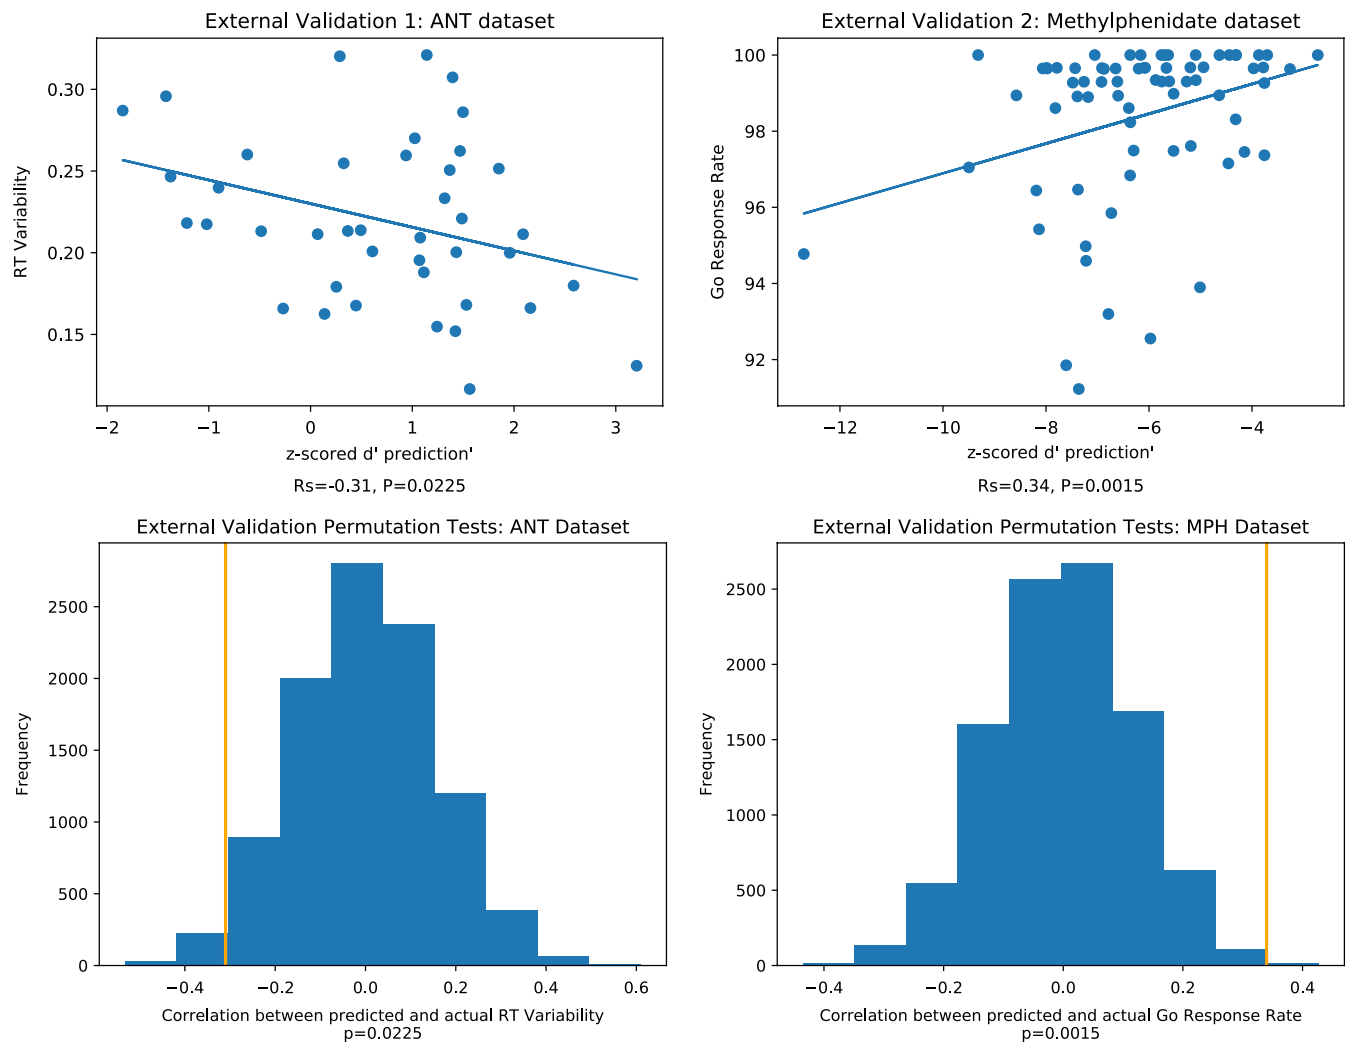 External Validation 1: ANT dataset
RT Variability
0.30
0.25
0.20
0.15
−2 −1 0 1 2 3
z-scored d' prediction'
Rs=-0.31, P=0.0225
External Validation 2: Methylphenidate dataset
Go Response Rate
100
98
96
94
92
−12 −10 −8 −6 −4
z-scored d' prediction'
Rs=0.34, P=0.0015
External Validation Permutation Tests: ANT Dataset
Frequency
2500
2000
1500
1000
500
0
−0.4 −0.2 0.0 0.2 0.4 0.6
Correlation between predicted and actual RT Variability
p=0.0225
External Validation Permutation Tests: MPH Dataset
Frequency
2500
2000
1500
1000
500
0
−0.4 −0.2 0.0 0.2 0.4
Correlation between predicted and actual Go Response Rate
p=0.0015